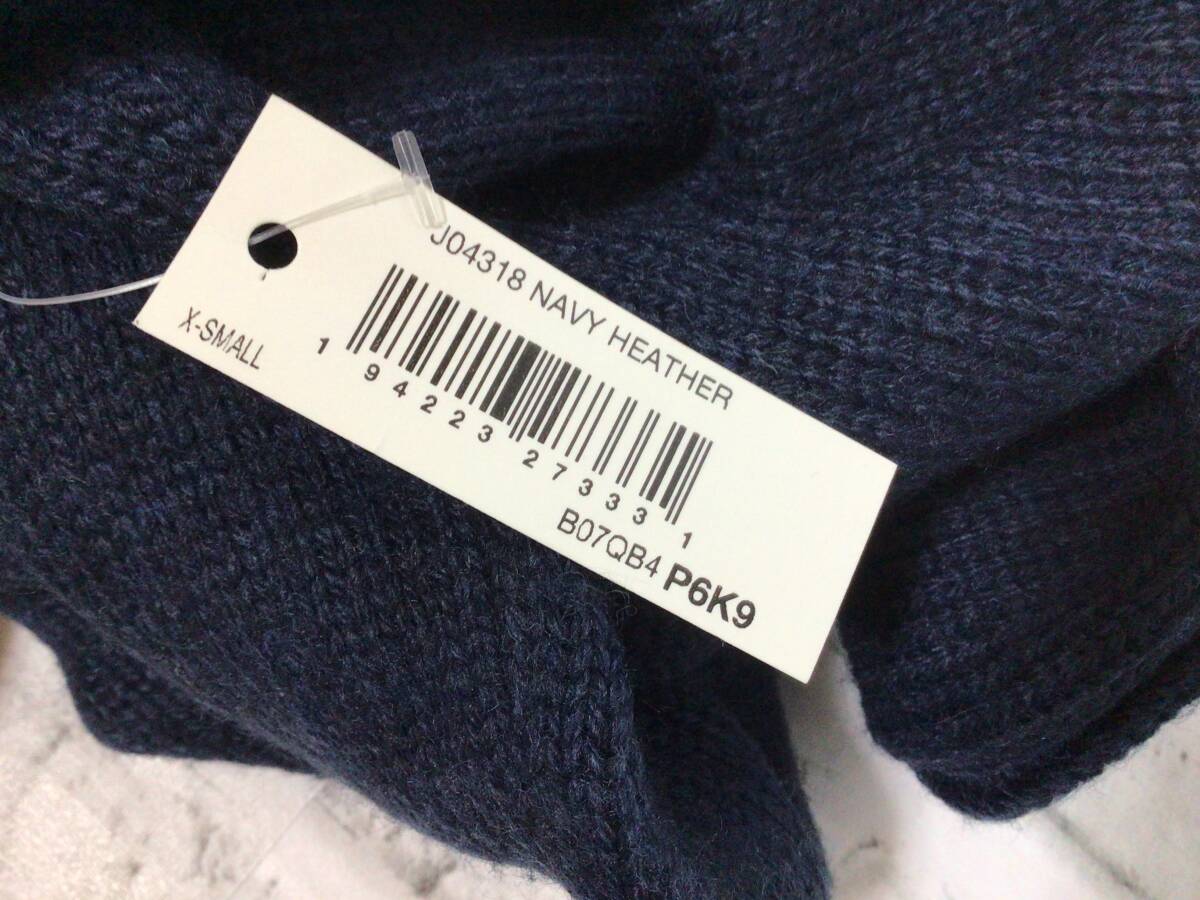 J04318 NAVY HEATHER
X-SMALL
1 94223 27333 1
B07QB4 P6K9